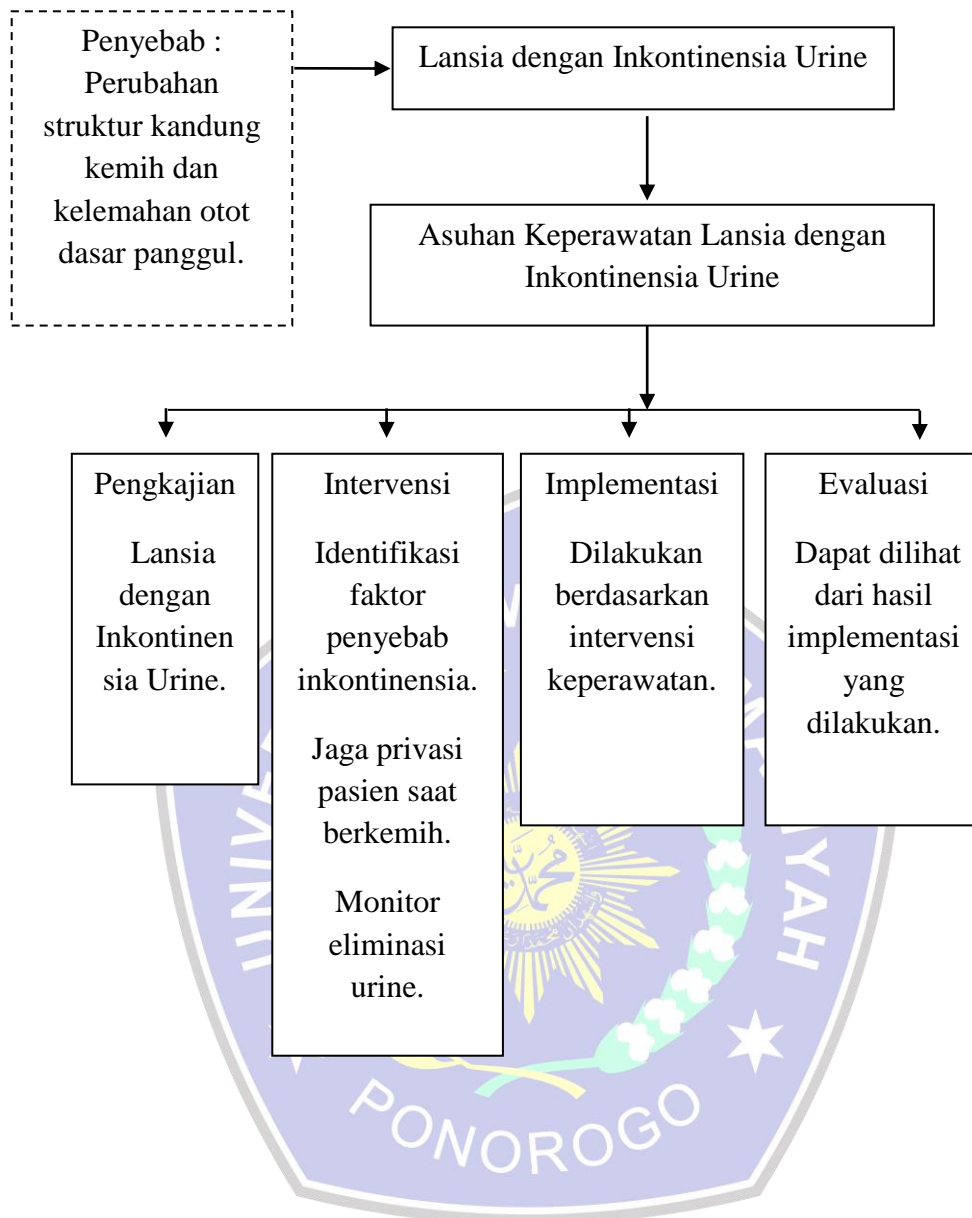 Penyebab :
Perubahan
struktur kandung
kemih dan
kelemahan otot
dasar panggul.
Lansia dengan Inkontinensia Urine
Asuhan Keperawatan Lansia dengan
Inkontinensia Urine
Pengkajian
Lansia
dengan
Inkontinen
sia Urine.
Intervensi
Identifikasi
faktor
penyebab
inkontinensia.
Jaga privasi
pasien saat
berkemih.
Monitor
eliminasi
urine.
Implementasi
Dilakukan
berdasarkan
intervensi
keperawatan.
Evaluasi
Dapat dilihat
dari hasil
implementasi
yang
dilakukan.
PONOROGO